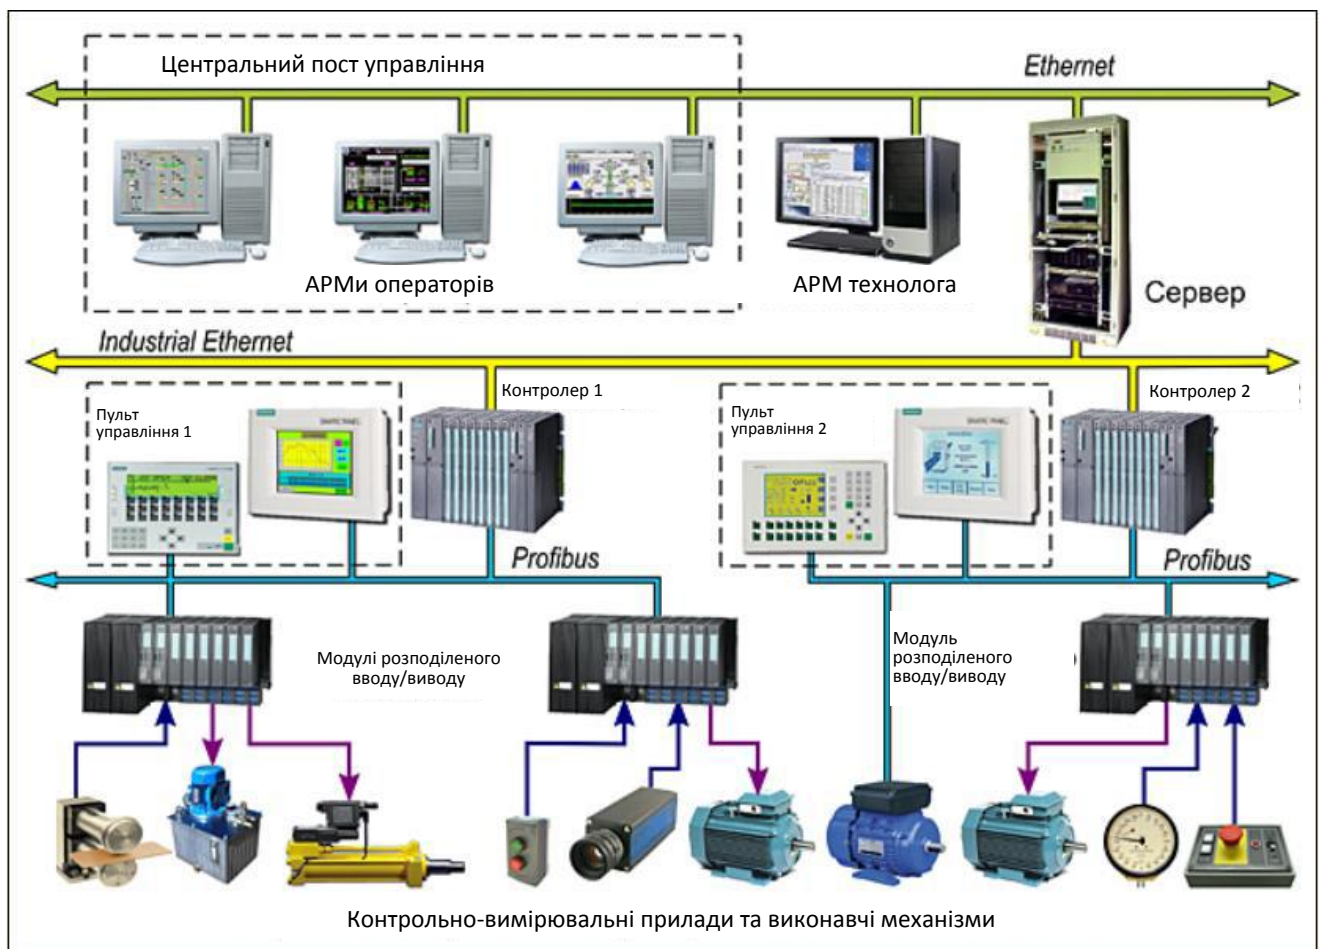 Центральний пост управління
Ethernet
АРМи операторів
АРМ технолога
Сервер
Industrial Ethernet
Контролер 1
Контролер 2
Пульт
управління 1
Пульт
управління 2
Profibus
Profibus
Модулі розподіленого
вводу/виводу
Модуль
розподіленого
вводу/виводу
Контрольно-вимірювальні прилади та виконавчі механізми